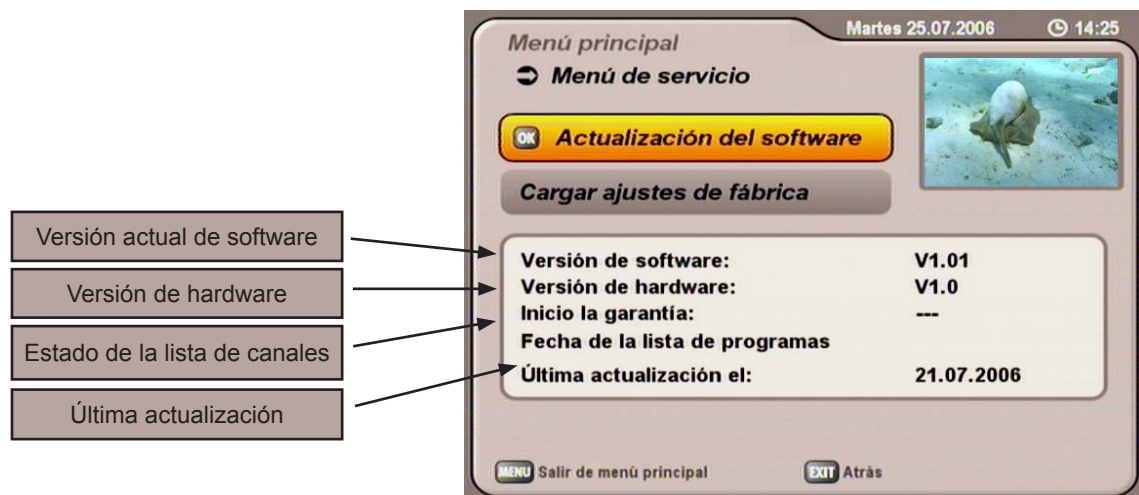 Martes 25.07.2006 14:25
Menú principal
Menú de servicio
OK Actualización del software
Cargar ajustes de fábrica
Versión actual de software
Versión de hardware
Estado de la lista de canales
Última actualización
Versión de software: V1.01
Versión de hardware: V1.0
Inicio la garantía: ---
Fecha de la lista de programas
Última actualización el: 21.07.2006
MENU Salir de menú principal EXIT Atrás